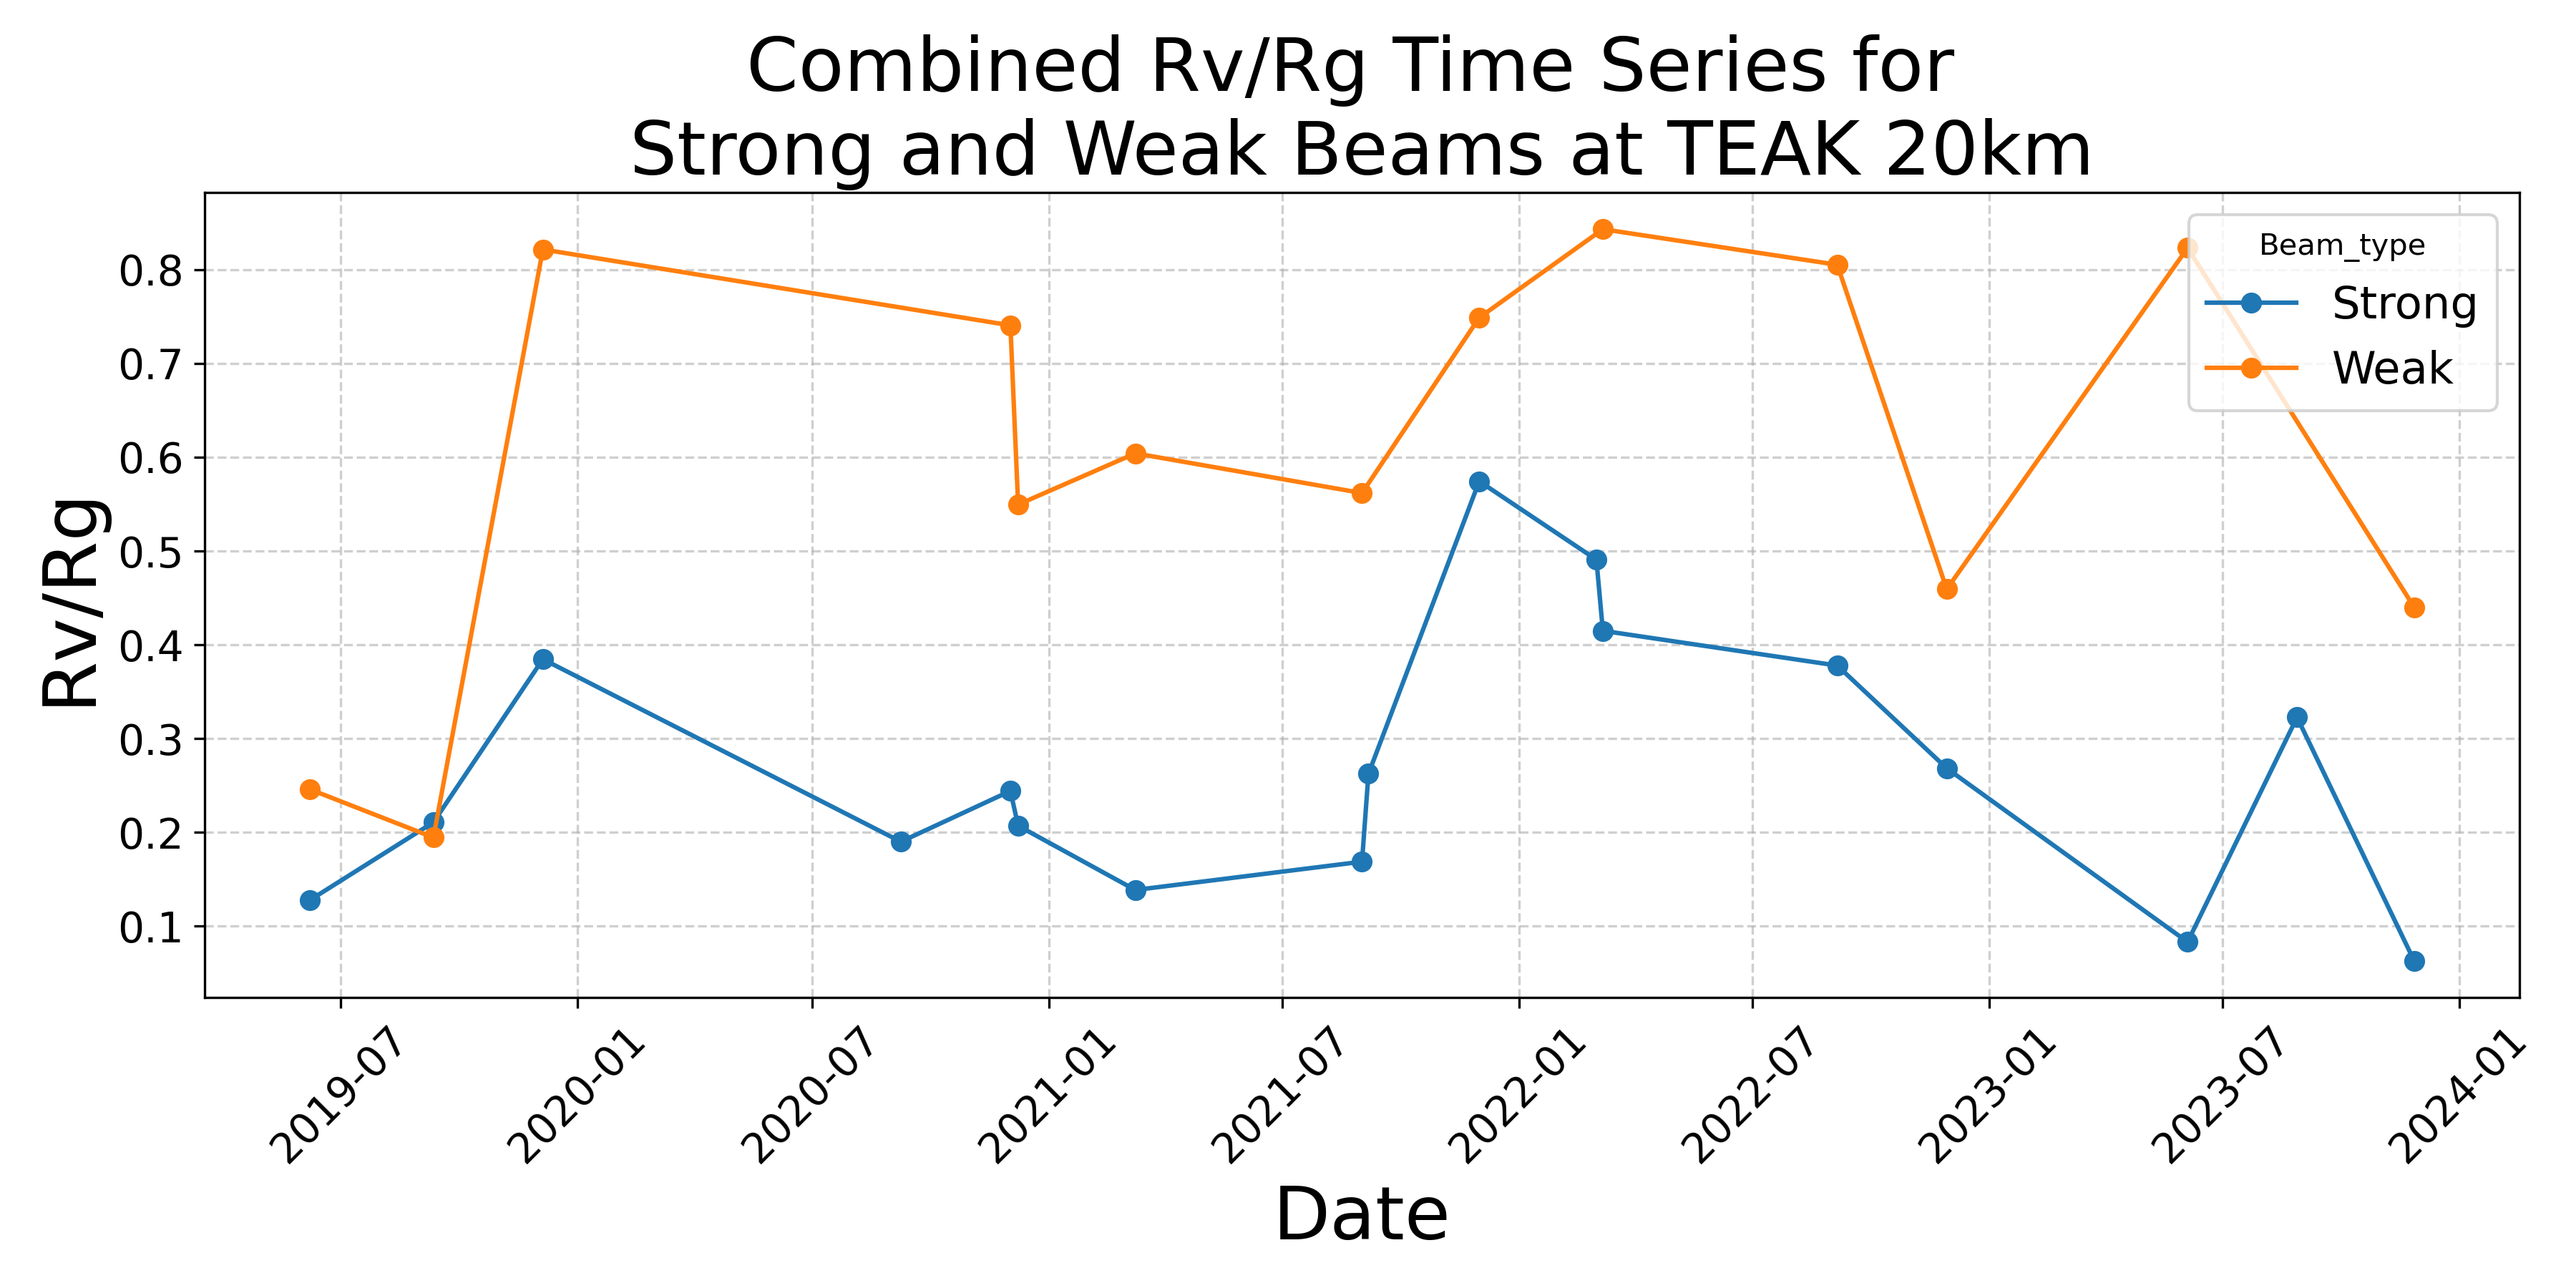 Combined Rv/Rg Time Series for
Strong and Weak Beams at TEAK 20km
Beam_type
Strong
Weak
Rv/Rg
0.8
0.7
0.6
0.5
0.4
0.3
0.2
0.1
2019-07
2020-01
2020-07
2021-01
2021-07
2022-01
2022-07
2023-01
2023-07
2024-01
Date